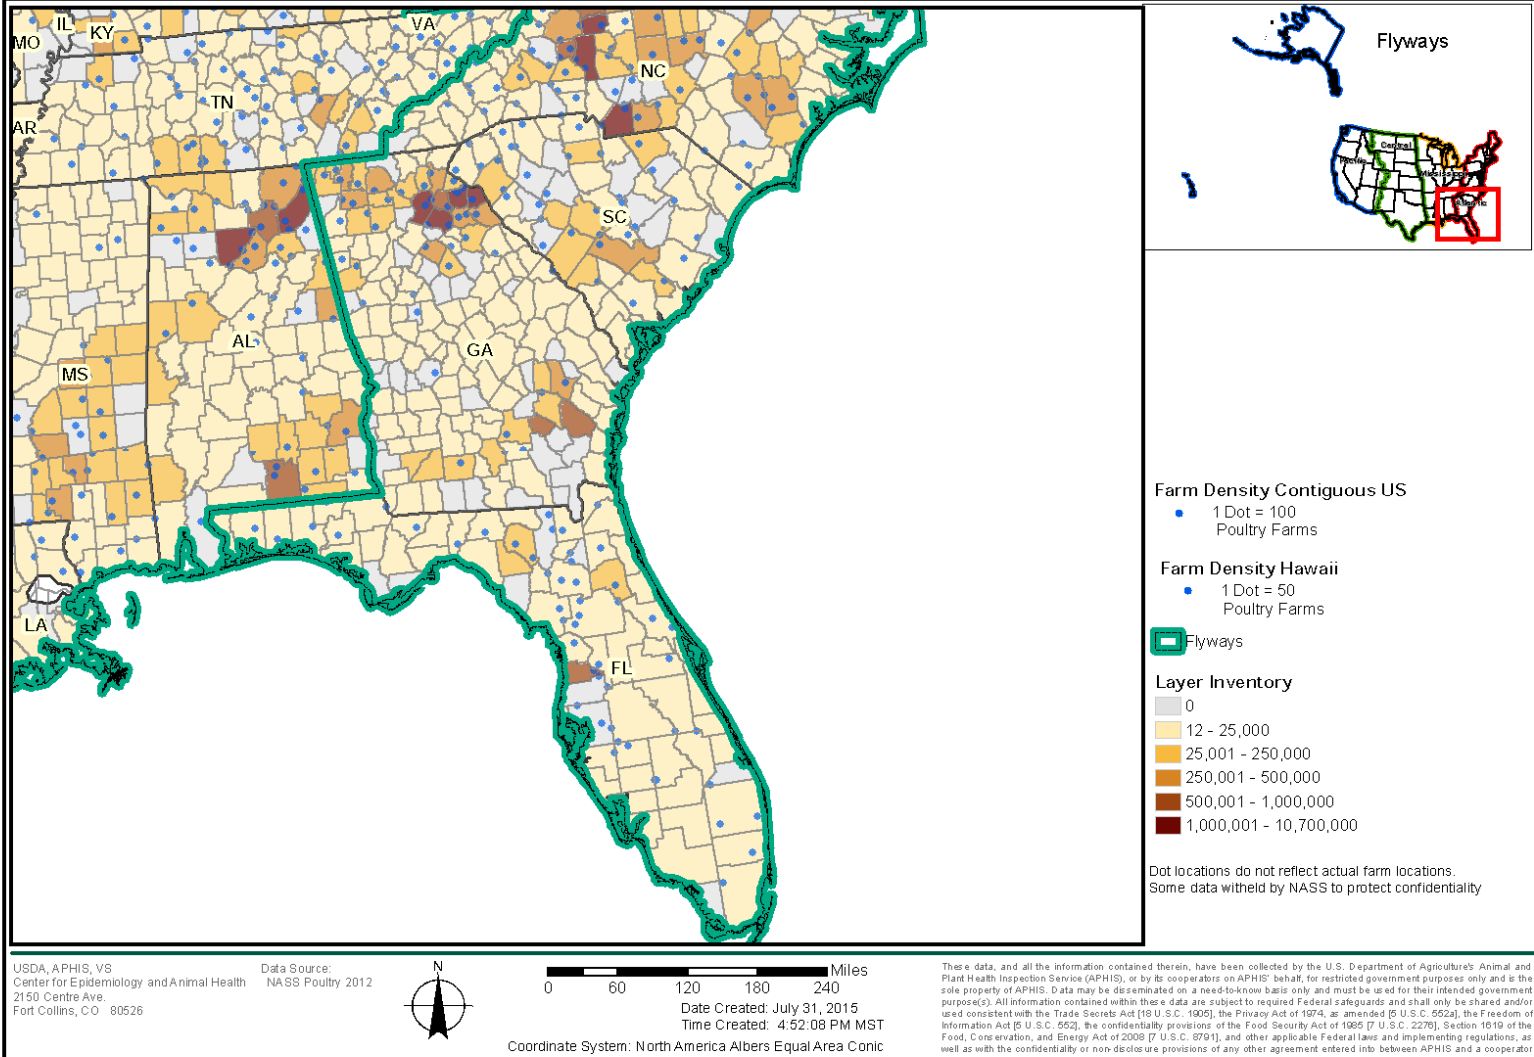 IL
VA
MO
KY
NC
TN
AR
SC
AL
GA
MS
LA
FL
Flyways
Pacific
Central
Mississippi
Atlantic
Farm Density Contiguous US
1 Dot = 100
Poultry Farms
Farm Density Hawaii
1 Dot = 50
Poultry Farms
Flyways
Layer Inventory
0
12 - 25,000
25,001 - 250,000
250,001 - 500,000
500,001 - 1,000,000
1,000,001 - 10,700,000
Dot locations do not reflect actual farm locations.
Some data witheld by NASS to protect confidentiality
USDA, APHIS, VS
Center for Epidemiology and Animal Health
2150 Centre Ave.
Fort Collins, CO 80526
Data Source:
NASS Poultry 2012
N
Miles
0 60 120 180 240
Date Created: July 31, 2015
Time Created: 4:52:08 PM MST
Coordinate System: North America Albers Equal Area Conic
These data, and all the information contained therein, have been collected by the U.S. Department of Agriculture's Animal and
Plant Health Inspection Service (APHIS), or by its cooperators on APHIS' behalf, for restricted government purposes only and is the
sole property of APHIS. Data may be disseminated on a need-to-know basis only and must be used for their intended government
purpose(s). All information contained within these data are subject to required Federal safeguards and shall only be shared and/or
used consistent with the Trade Secrets Act [18 U.S.C. 1905], the Privacy Act of 1974, as amended [5 U.S.C. 552a], the Freedom of
Information Act [5 U.S.C. 552], the confidentiality provisions of the Food Security Act of 1985 [7 U.S.C. 2276], Section 1619 of the
Food, Conservation, and Energy Act of 2008 [7 U.S.C. 8791], and other applicable Federal laws and implementing regulations, as
well as with the confidentiality or non-disclosure provisions of any other agreement entered into between APHIS and a cooperator